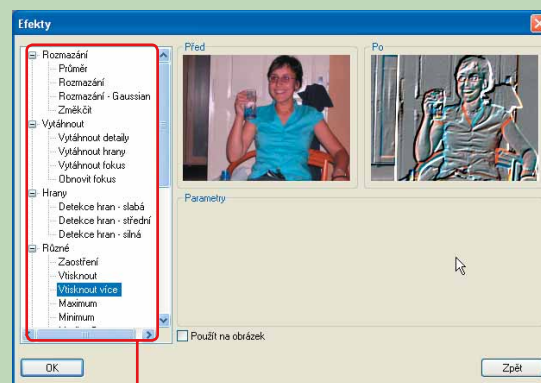 Efekty
Rozmazání
Průměr
Rozmazání
Rozmazání - Gaussian
Změkčit
Vytáhnout
Vytáhnout detaily
Vytáhnout hrany
Vytáhnout fokus
Obnovit fokus
Hrany
Detekce hran - slabá
Detekce hran - střední
Detekce hran - silná
Různé
Zaostření
Vtisknout
Vtisknout více
Maximum
Minimum
Před
Po
Parametry
Použít na obrázek
OK
Zpět